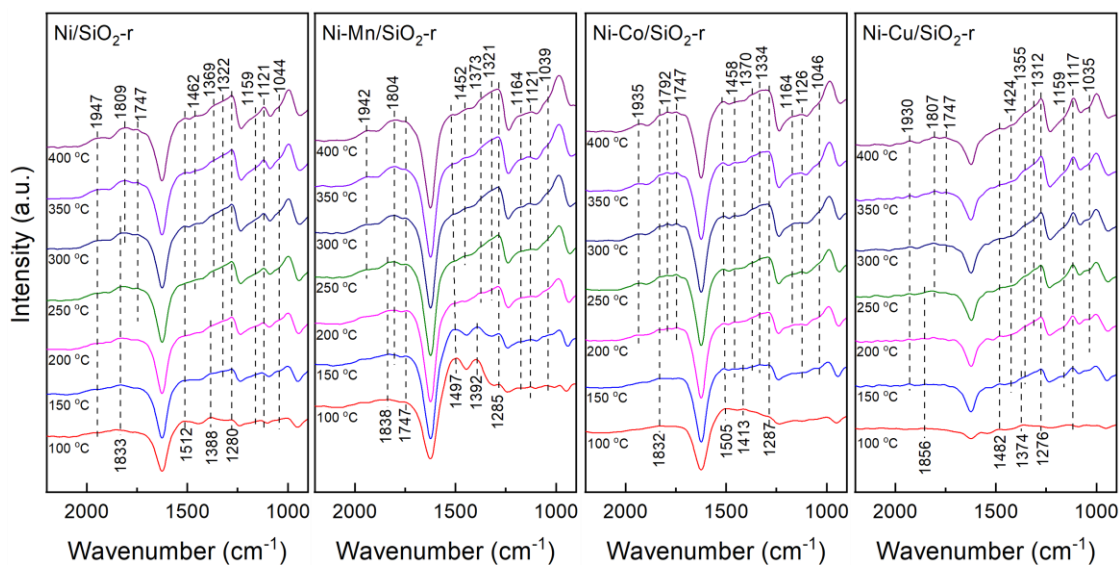 Intensity (a.u.)
Ni/SiO₂-r
1947
1809
1747
1462
1369
1322
1159
1121
1044
400 °C
350 °C
300 °C
250 °C
200 °C
150 °C
100 °C
1833
1512
1388
1280
2000
1500
1000
Wavenumber (cm⁻¹)
Ni-Mn/SiO₂-r
1942
1804
1452
1373
1321
1164
1121
1039
400 °C
350 °C
300 °C
250 °C
200 °C
150 °C
100 °C
1838
1747
1497
1392
1285
2000
1500
1000
Wavenumber (cm⁻¹)
Ni-Co/SiO₂-r
1935
1792
1747
1458
1370
1334
1164
1126
1046
400 °C
350 °C
300 °C
250 °C
200 °C
150 °C
100 °C
1832
1505
1413
1287
2000
1500
1000
Wavenumber (cm⁻¹)
Ni-Cu/SiO₂-r
1930
1807
1747
1424
1355
1312
1159
1117
1035
400 °C
350 °C
300 °C
250 °C
200 °C
150 °C
100 °C
1856
1482
1374
1276
2000
1500
1000
Wavenumber (cm⁻¹)